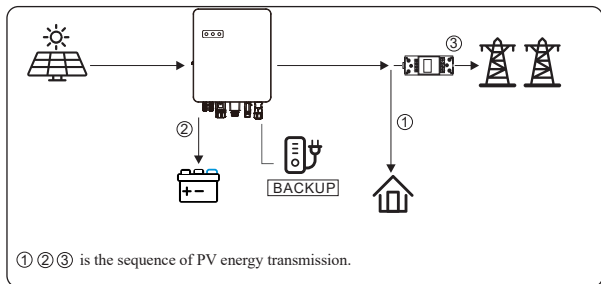 ③
②
①
+ -
BACKUP
① ② ③ is the sequence of PV energy transmission.